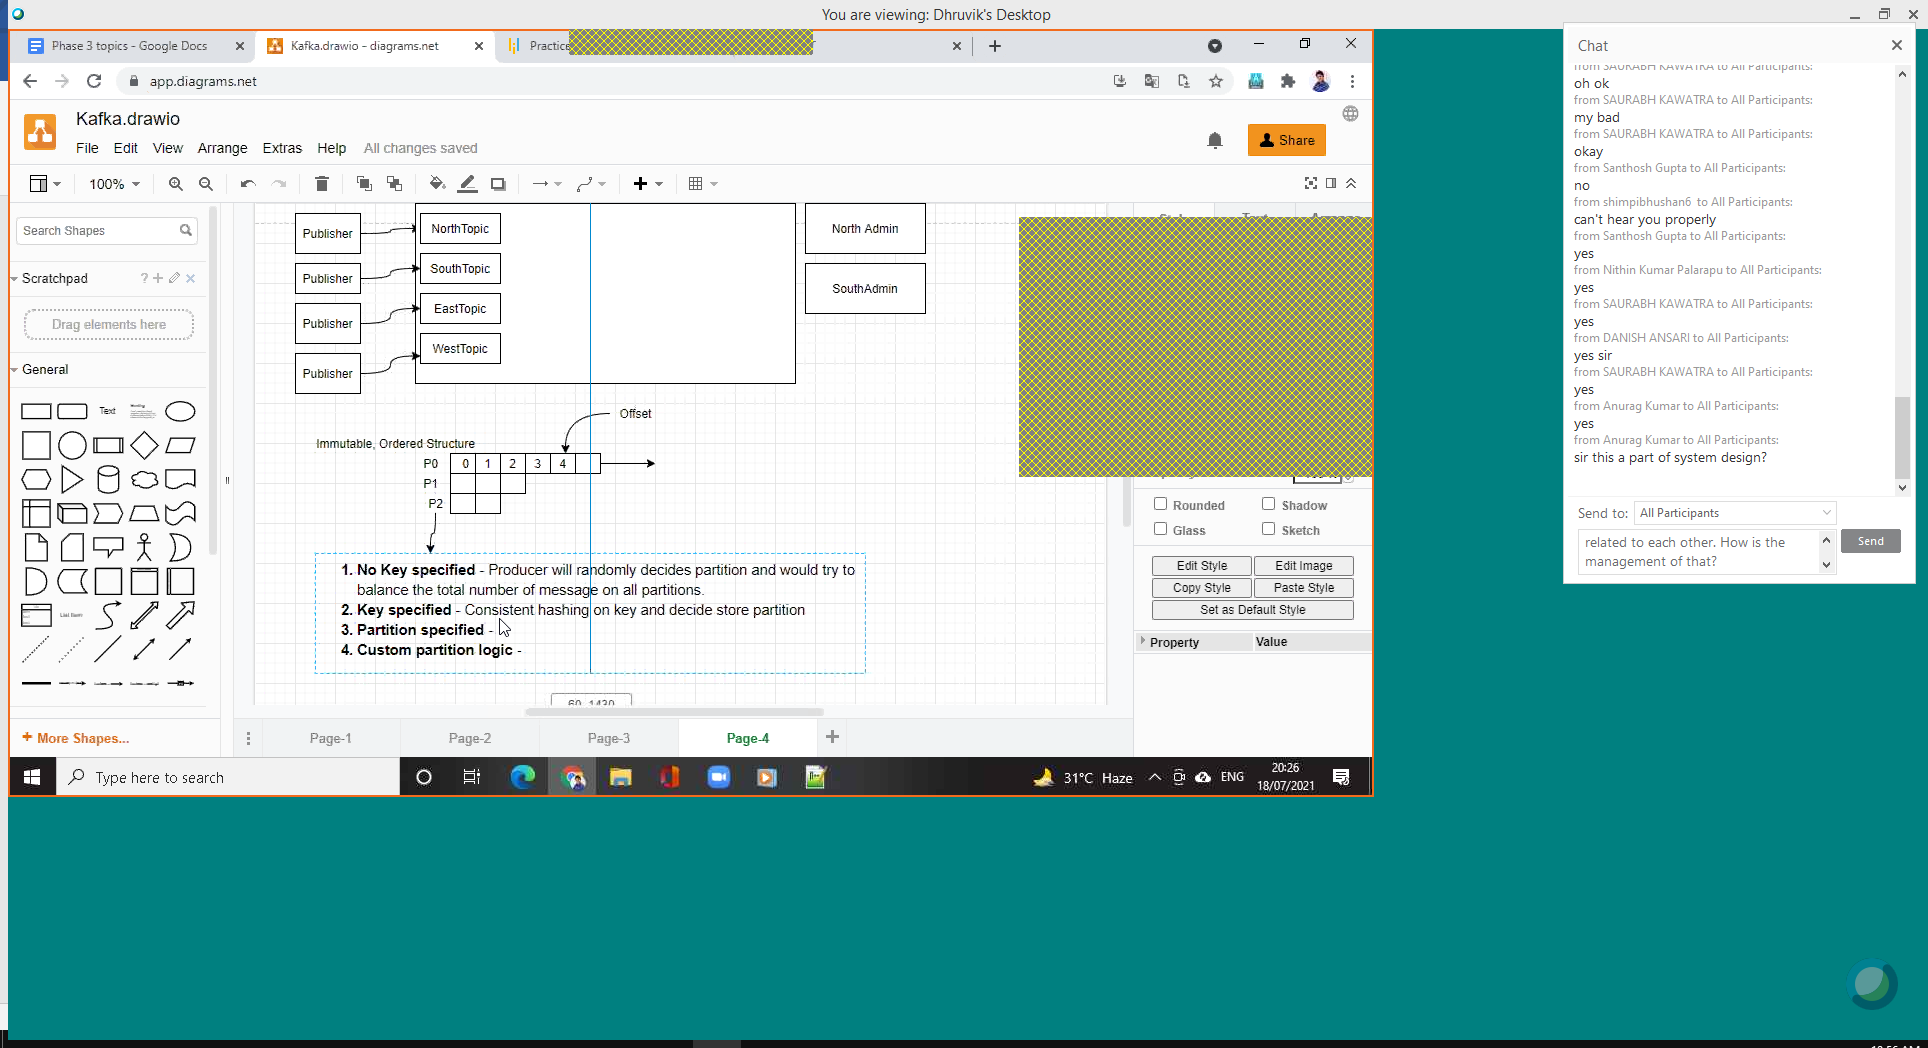 You are viewing: Dhruvik's Desktop
Phase 3 topics - Google Docs
Kafka.drawio - diagrams.net
Practice
app.diagrams.net
Kafka.drawio
File Edit View Arrange Extras Help All changes saved
Share
100%
Search Shapes
Scratchpad
?
Drag elements here
General
Text
Heading
List Item
+ More Shapes...
Publisher
Publisher
Publisher
Publisher
NorthTopic
SouthTopic
EastTopic
WestTopic
North Admin
SouthAdmin
Offset
Immutable, Ordered Structure
P0 0 1 2 3 4
P1
P2
1. No Key specified - Producer will randomly decides partition and would try to
balance the total number of message on all partitions.
2. Key specified - Consistent hashing on key and decide store partition
3. Partition specified -
4. Custom partition logic -
60, 1430
Page-1
Page-2
Page-3
Page-4
Rounded
Shadow
Glass
Sketch
Edit Style
Edit Image
Copy Style
Paste Style
Set as Default Style
Property
Value
Type here to search
31°C Haze
ENG
20:26
18/07/2021
Chat
from SAURABH KAWATRA to All Participants:
oh ok
from SAURABH KAWATRA to All Participants:
my bad
from SAURABH KAWATRA to All Participants:
okay
from Santhosh Gupta to All Participants:
no
from shimpibhushan6 to All Participants:
can't hear you properly
from Santhosh Gupta to All Participants:
yes
from Nithin Kumar Palarapu to All Participants:
yes
from SAURABH KAWATRA to All Participants:
yes
from DANISH ANSARI to All Participants:
yes sir
from SAURABH KAWATRA to All Participants:
yes
from Anurag Kumar to All Participants:
yes
from Anurag Kumar to All Participants:
sir this a part of system design?
Send to:
All Participants
related to each other. How is the
management of that?
Send